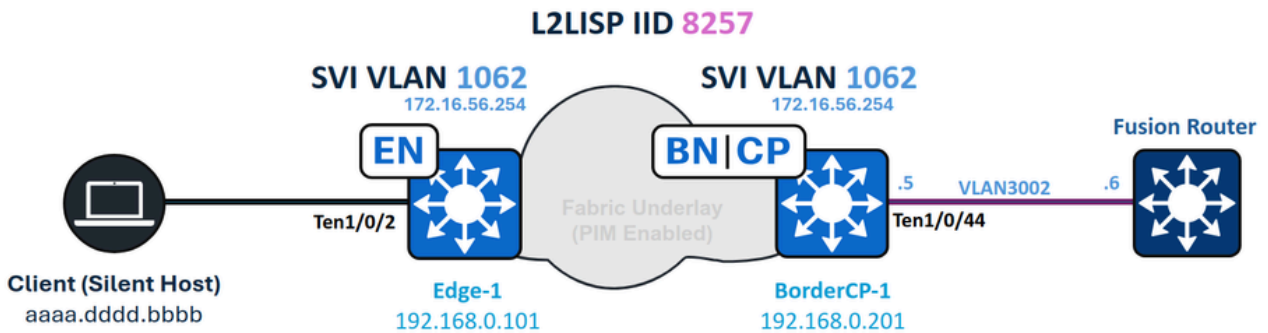 L2LISP IID 8257
SVI VLAN 1062
172.16.56.254
SVI VLAN 1062
172.16.56.254
Fusion Router
EN
BN|CP
.5
VLAN3002
.6
Fabric Underlay
(PIM Enabled)
Ten1/0/2
Ten1/0/44
Client (Silent Host)
aaaa.dddd.bbbb
Edge-1
192.168.0.101
BorderCP-1
192.168.0.201